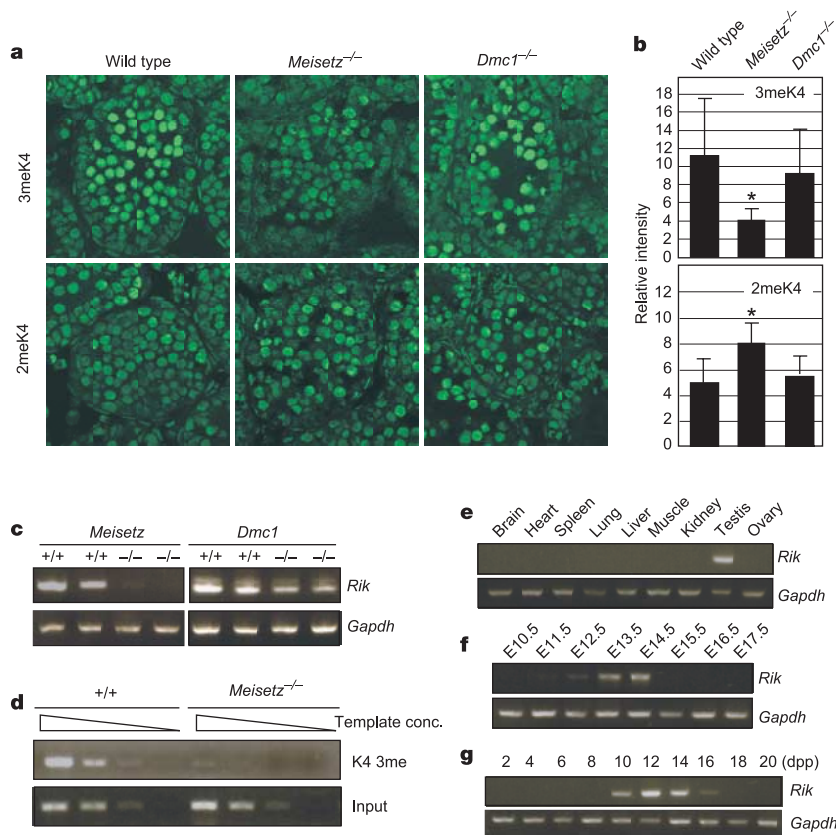 a
Wild type Meisetz–/– Dmc1–/–
3meK4
2meK4
b
Wild type Meisetz–/– Dmc1–/–
Relative intensity
3meK4
18
16
14
12
10
8
6
4
2
0
*
2meK4
12
10
8
6
4
2
0
*
c
Meisetz Dmc1
+/+ +/+ –/– –/– +/+ +/+ –/– –/–
Rik
Gapdh
d
+/+ Meisetz–/–
Template conc.
K4 3me
Input
e
Brain Heart Spleen Lung Liver Muscle Kidney Testis Ovary
Rik
Gapdh
f
E10.5 E11.5 E12.5 E13.5 E14.5 E15.5 E16.5 E17.5
Rik
Gapdh
g
2 4 6 8 10 12 14 16 18 20 (dpp)
Rik
Gapdh